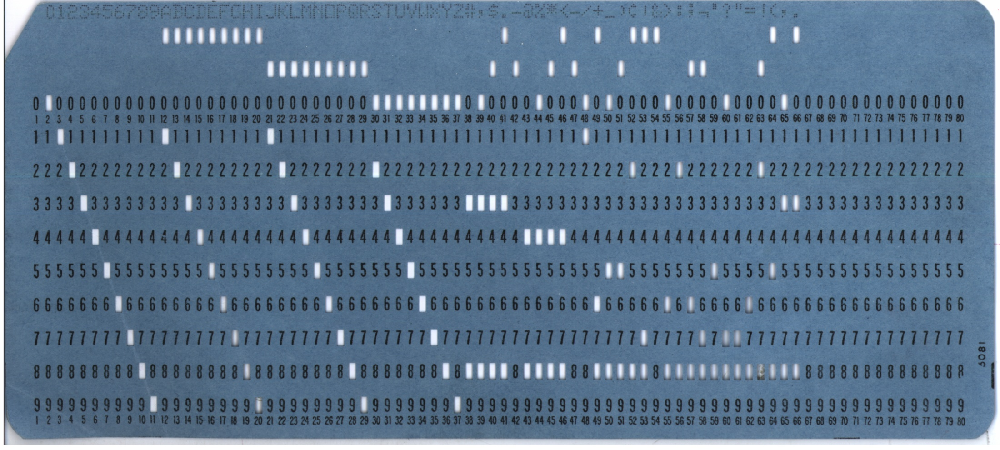 0123456789ABCDEFGHIJKLMNOPQRSTUVWXYZ#,$.-@%*<-/+_)¢|&>:;¬'?"=!(,.
0 000000000000000000000000000 0 0000 000 0 0000 0000 0000 000000000000000
1 2 3 4 5 6 7 8 9 10 11 12 13 14 15 16 17 18 19 20 21 22 23 24 25 26 27 28 29 30 31 32 33 34 35 36 37 38 39 40 41 42 43 44 45 46 47 48 49 50 51 52 53 54 55 56 57 58 59 60 61 62 63 64 65 66 67 68 69 70 71 72 73 74 75 76 77 78 79 80
11 11111111 11111111 11111111111111111111111111 11111111111111111111111111111111
222 22222222 22222222 2222222 222222222222222222222 222 222222 22222222222222222
3333 33333333 33333333 3333333 333333 33333333333333333333333 33333333333333
44444 44444444 44444444 4444444 4444444444 4444444444444444444444444444444444
555555 55555555 55555555 5555555 5555555555555555 5555555 5555 5555555555555555
6666666 66666666 66666666 6666666 66666666666666 66666 6 6666 666666666666666666
77777777 77777777 77777777 7777777 77777777777777777 7777 7 7777777777777777777
888888888 88888888 88888888 8888888 8 8 88 8 88888888888888
9999999999 99999999 99999999 9999999 9999999999999999999999999999999999999999999
1 2 3 4 5 6 7 8 9 10 11 12 13 14 15 16 17 18 19 20 21 22 23 24 25 26 27 28 29 30 31 32 33 34 35 36 37 38 39 40 41 42 43 44 45 46 47 48 49 50 51 52 53 54 55 56 57 58 59 60 61 62 63 64 65 66 67 68 69 70 71 72 73 74 75 76 77 78 79 80
5081